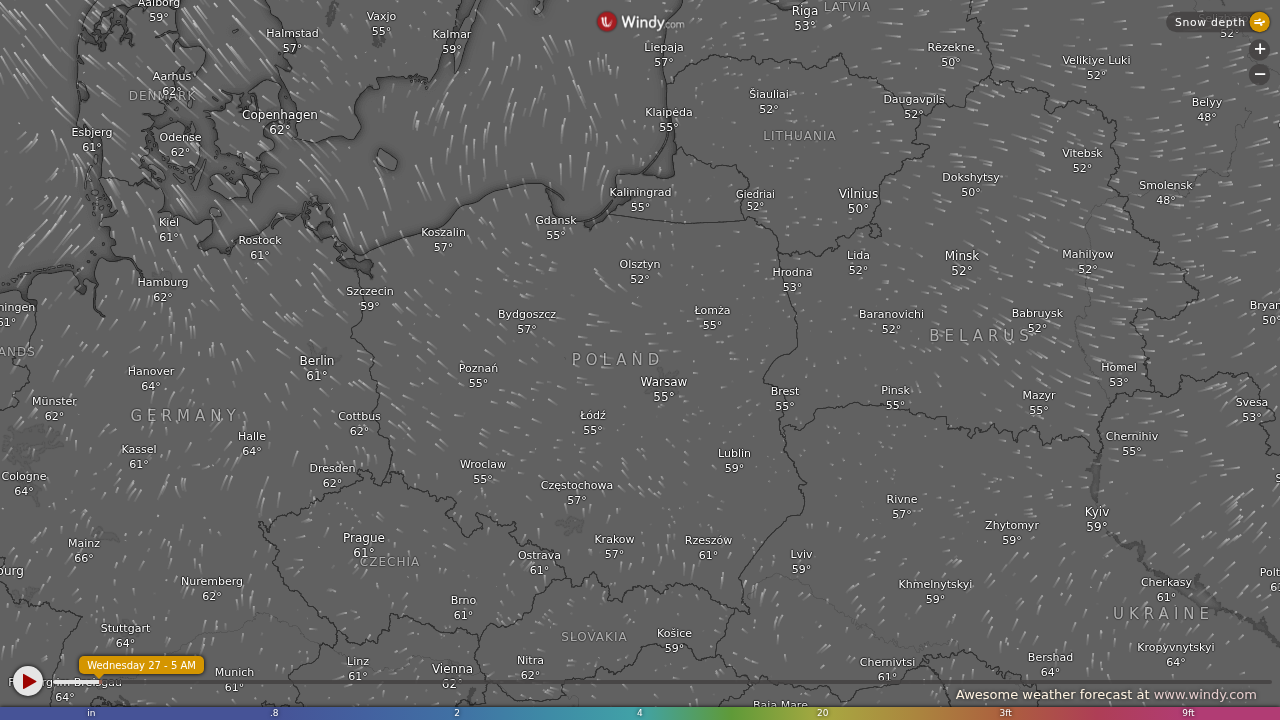 Aalborg
59°
Vaxjo
55°
Halmstad
57°
Kalmar
59°
Windy.com
Liepaja
57°
Riga
53°
LATVIA
Rēzekne
50°
Velikiye Luki
52°
Snow depth
52°
+
−
Aarhus
62°
DENMARK
Copenhagen
62°
Esbjerg
61°
Odense
62°
Klaipėda
55°
Šiauliai
52°
LITHUANIA
Daugavpils
52°
Belyy
48°
Vitebsk
52°
Dokshytsy
50°
Smolensk
48°
Kaliningrad
55°
Giedriai
52°
Vilnius
50°
Kiel
61°
Rostock
61°
Koszalin
57°
Gdansk
55°
Olsztyn
52°
Hrodna
53°
Lida
52°
Minsk
52°
Mahilyow
52°
Hamburg
62°
Szczecin
59°
Bydgoszcz
57°
Łomża
55°
Baranovichi
52°
Babruysk
52°
BELARUS
50°
Berlin
61°
Hanover
64°
Poznań
55°
POLAND
Warsaw
55°
Brest
55°
Pinsk
55°
Homel
53°
Mazyr
55°
Svesa
53°
Münster
62°
GERMANY
Cottbus
62°
Łódź
55°
Halle
64°
Kassel
61°
Chernihiv
55°
Lublin
59°
Cologne
64°
Dresden
62°
Wroclaw
55°
Częstochowa
57°
Rivne
57°
Zhytomyr
59°
Kyiv
59°
Mainz
66°
Prague
61°
CZECHIA
Ostrava
61°
Krakow
57°
Rzeszów
61°
Lviv
59°
Nuremberg
62°
Brno
61°
Khmelnytskyi
59°
Cherkasy
61°
UKRAINE
Stuttgart
64°
SLOVAKIA
Košice
59°
Kropyvnytskyi
64°
Wednesday 27 - 5 AM
64°
Munich
61°
Linz
61°
Vienna
62°
Nitra
62°
Chernivtsi
61°
Bershad
64°
Baia Mare
Awesome weather forecast at www.windy.com
in .8 2 4 20 3ft 9ft